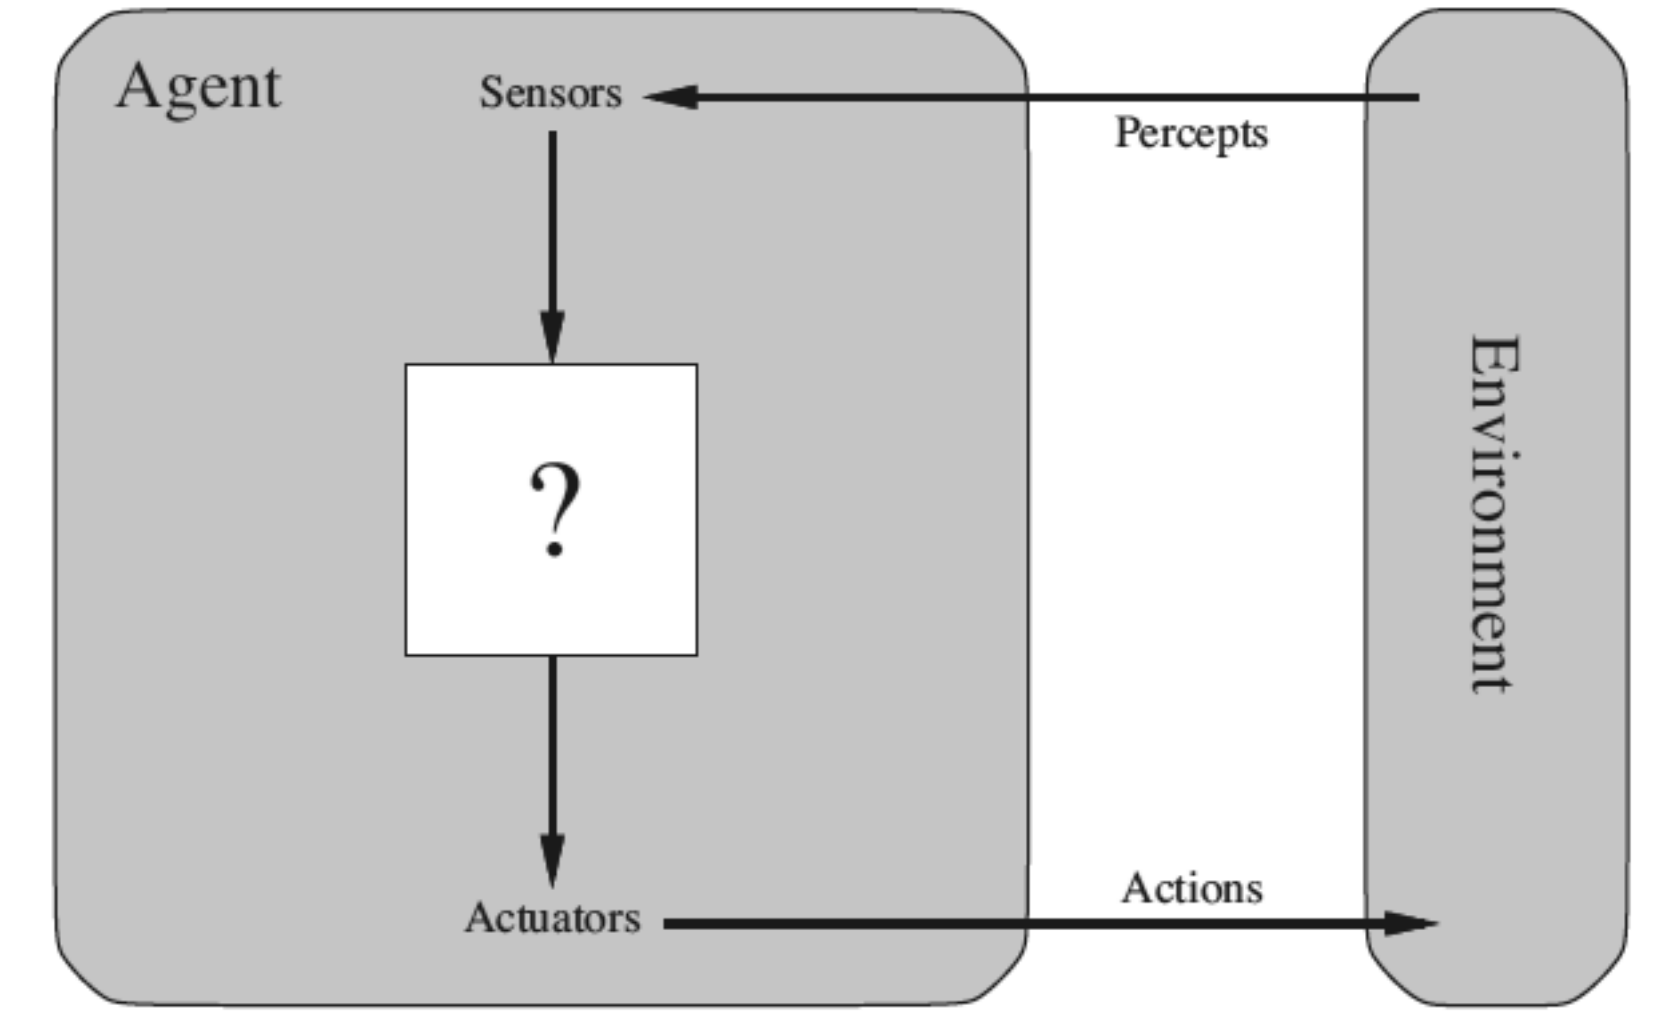 Agent
Sensors
Percepts
?
Environment
Actions
Actuators